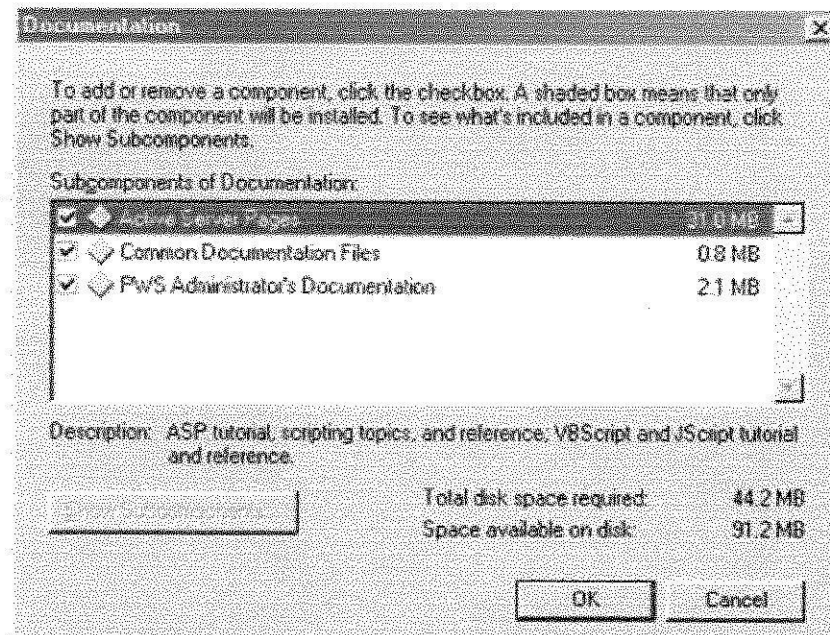 Documentation
To add or remove a component, click the checkbox. A shaded box means that only
part of the component will be installed. To see what's included in a component, click
Show Subcomponents.
Subcomponents of Documentation:
Active Server Pages 31.0 MB
Common Documentation Files 0.8 MB
PWS Administrator's Documentation 2.1 MB
Description: ASP tutorial, scripting topics, and reference; VBScript and JScript tutorial
and reference.
Total disk space required: 44.2 MB
Space available on disk: 91.2 MB
OK Cancel